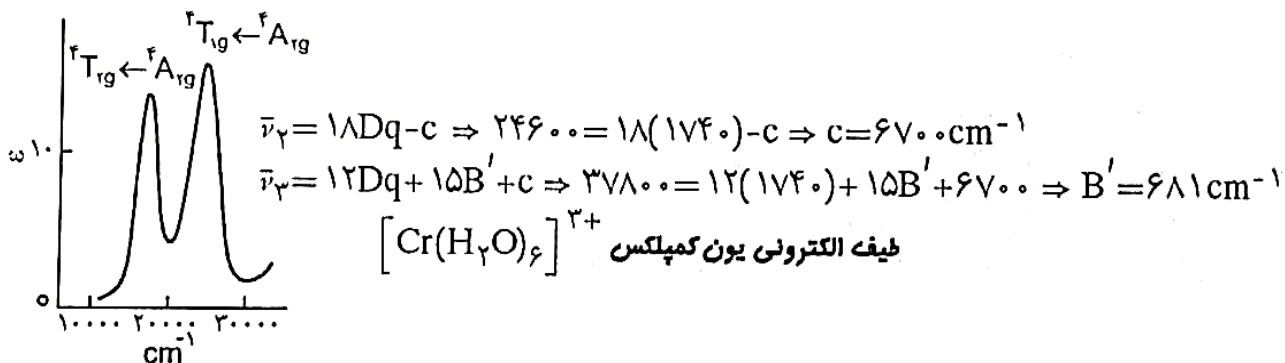 ⁴T₁g←⁴A₂g
⁴T₂g←⁴A₂g
ε ۱۰
۰
۱۰۰۰۰ ۲۰۰۰۰ ۳۰۰۰۰
cm⁻¹
ν̄₂=۱۸Dq-c ⇒ ۲۴۶۰۰=۱۸(۱۷۴۰)-c ⇒ c=۶۷۰۰cm⁻¹
ν̄₃=۱۲Dq+۱۵B′+c ⇒ ۳۷۸۰۰=۱۲(۱۷۴۰)+۱۵B′+۶۷۰۰ ⇒ B′=۶۸۱cm⁻¹
طیف الکترونی یون کمپلکس [Cr(H₂O)₆]³⁺